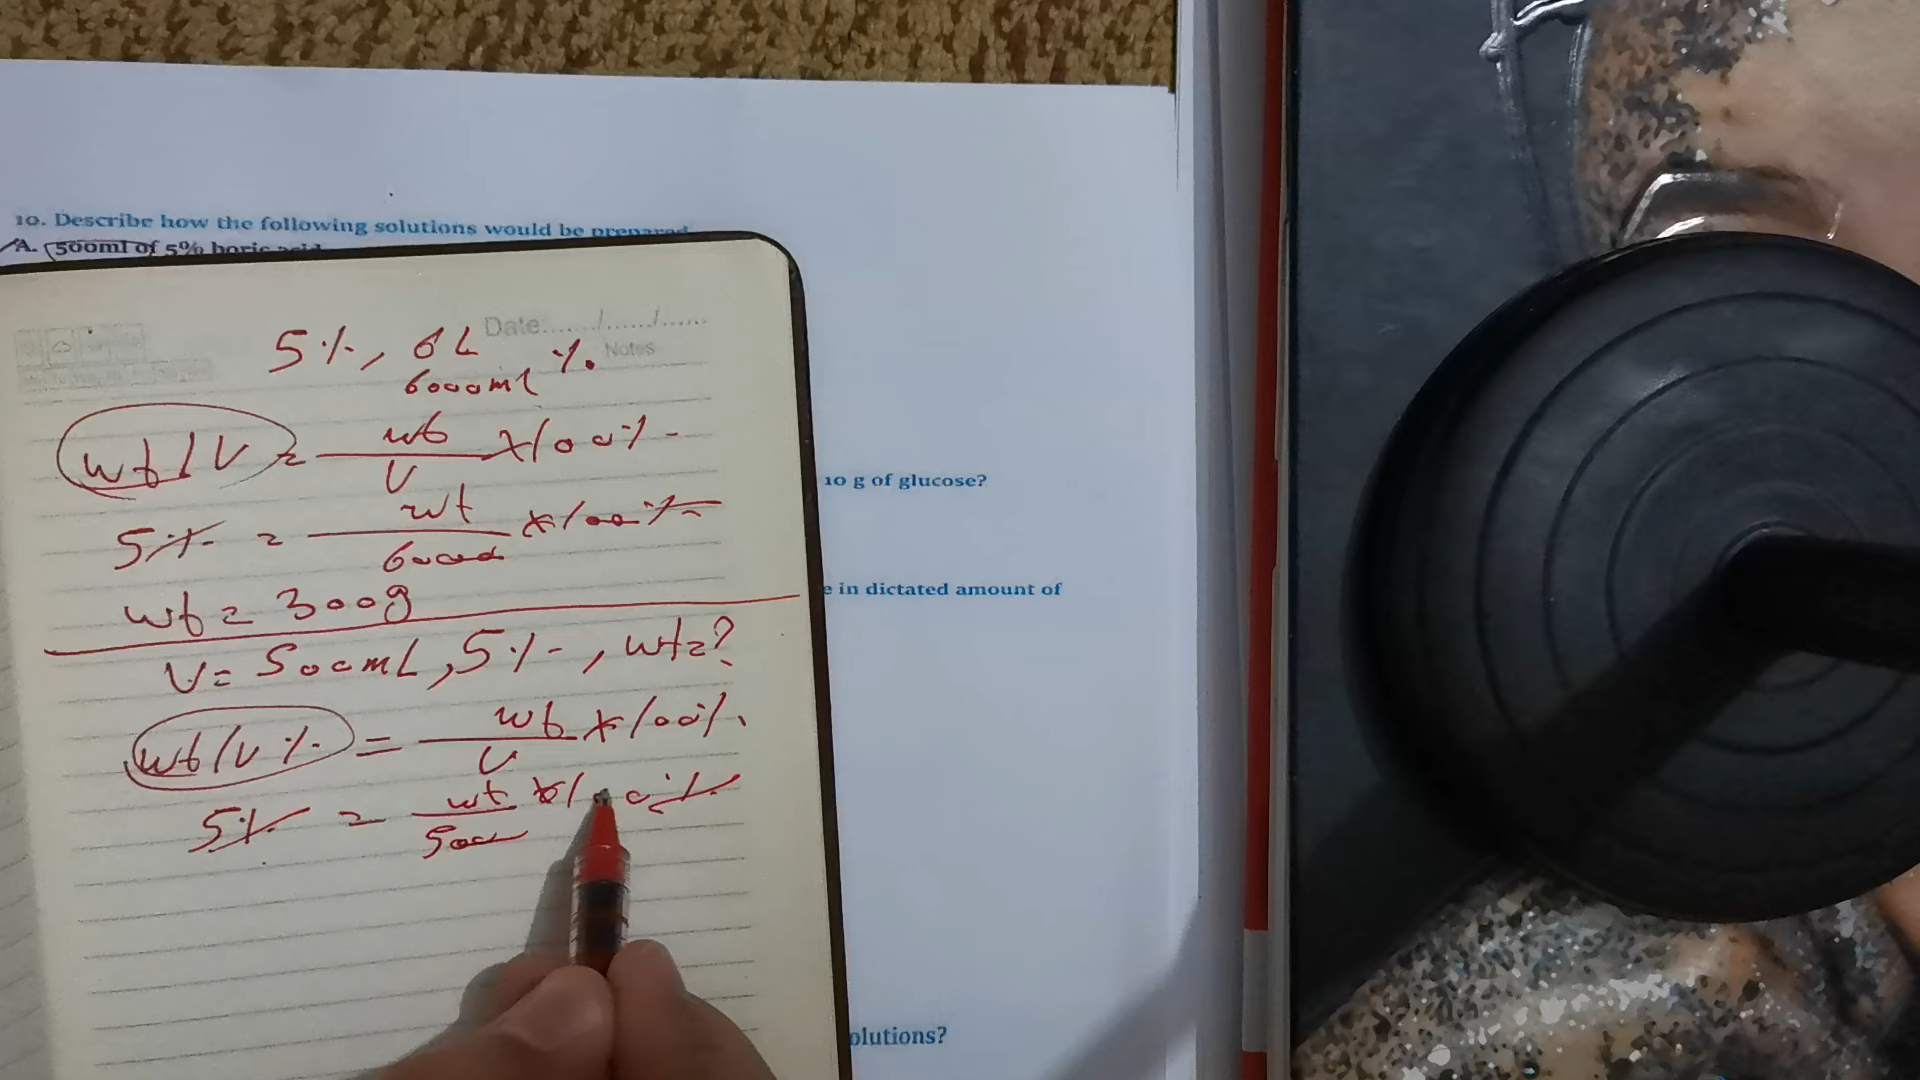 10. Describe how the following solutions would be prepared
A. 500ml of 5% boric acid
Date:....../....../......
Notes
5%, 6L %.
6000ml
wt/V = wt/V x100%
5% = wt/6000 x100%
wt = 300g
V= 500mL, 5%, wt=?
wt/V% = wt/V x100%
5% = wt/500 x100%
10 g of glucose?
e in dictated amount of
olutions?